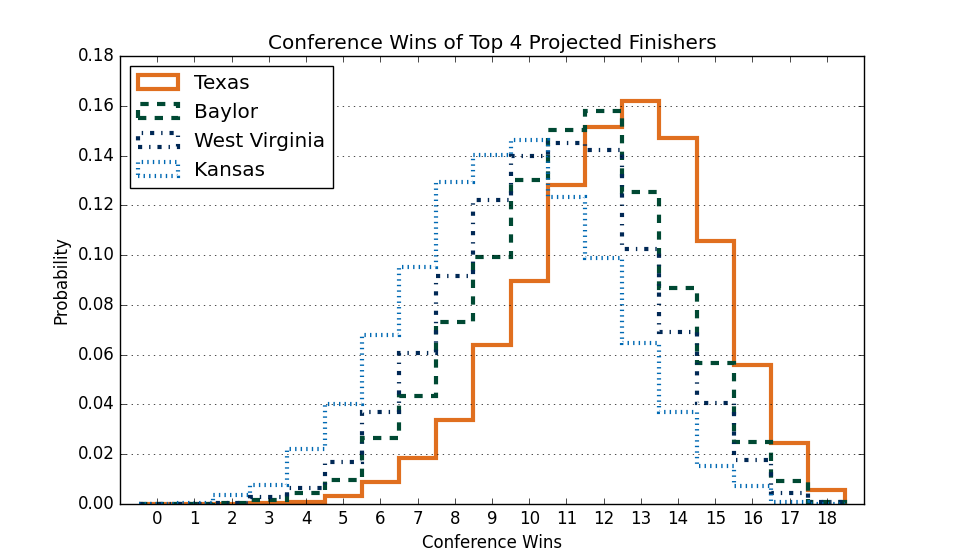 Conference Wins of Top 4 Projected Finishers
0.18
0.16
0.14
0.12
0.10
0.08
0.06
0.04
0.02
0.00
Probability
Texas
Baylor
West Virginia
Kansas
0 1 2 3 4 5 6 7 8 9 10 11 12 13 14 15 16 17 18
Conference Wins